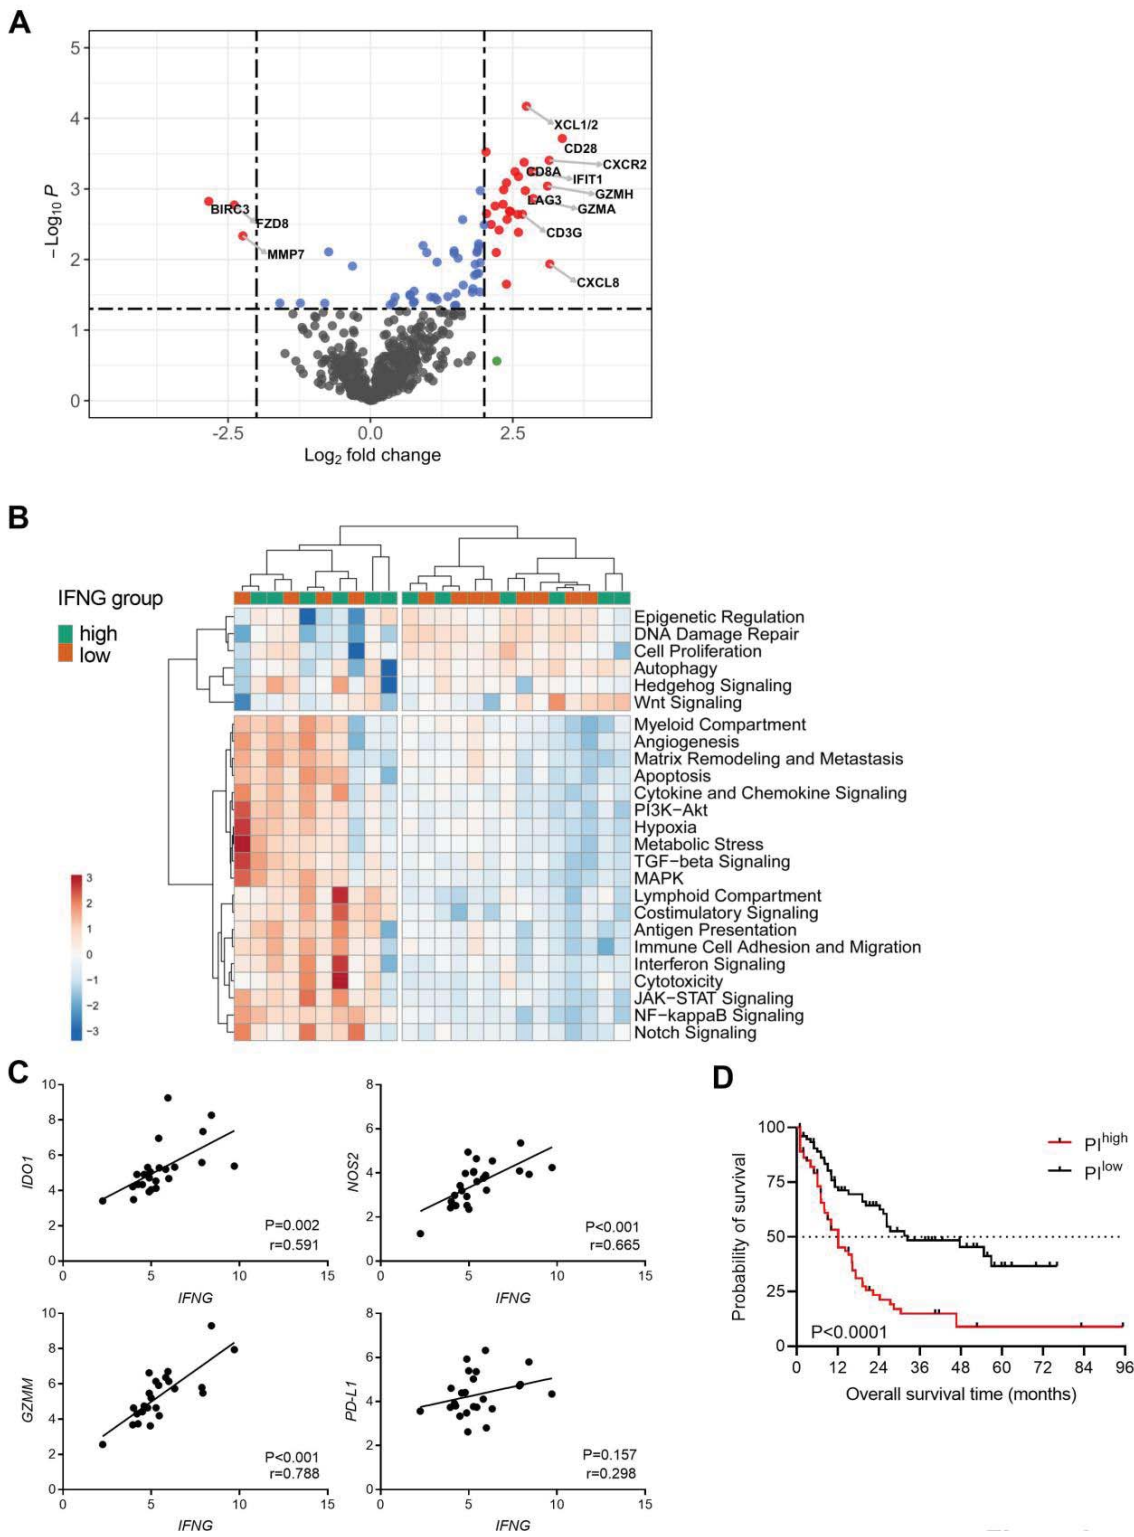 A
5
4
3
2
1
0
−Log10 P
XCL1/2
CD28
CXCR2
CD8A
IFIT1
GZMH
LAG3
GZMA
CD3G
CXCL8
BIRC3
FZD8
MMP7
-2.5
0.0
2.5
Log2 fold change
B
IFNG group
high
low
Epigenetic Regulation
DNA Damage Repair
Cell Proliferation
Autophagy
Hedgehog Signaling
Wnt Signaling
Myeloid Compartment
Angiogenesis
Matrix Remodeling and Metastasis
Apoptosis
Cytokine and Chemokine Signaling
PI3K−Akt
Hypoxia
Metabolic Stress
TGF−beta Signaling
MAPK
Lymphoid Compartment
Costimulatory Signaling
Antigen Presentation
Immune Cell Adhesion and Migration
Interferon Signaling
Cytotoxicity
JAK−STAT Signaling
NF−kappaB Signaling
Notch Signaling
3
2
1
0
−1
−2
−3
C
10
8
6
4
2
0
IDO1
P=0.002
r=0.591
0 5 10 15
IFNG
8
6
4
2
0
NOS2
P<0.001
r=0.665
0 5 10 15
IFNG
10
8
6
4
2
0
GZMM
P<0.001
r=0.788
0 5 10 15
IFNG
8
6
4
2
0
PD-L1
P=0.157
r=0.298
0 5 10 15
IFNG
D
100
75
50
25
0
Probability of survival
PIhigh
PIlow
P<0.0001
0 12 24 36 48 60 72 84 96
Overall survival time (months)